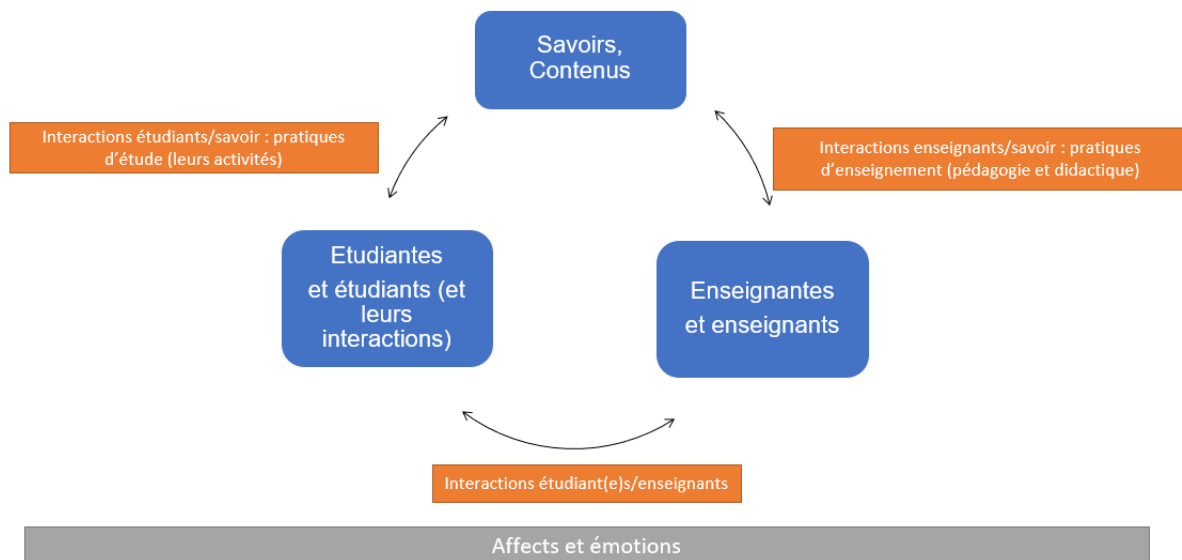 Savoirs,
Contenus
Interactions étudiants/savoir : pratiques
d'étude (leurs activités)
Interactions enseignants/savoir : pratiques
d'enseignement (pédagogie et didactique)
Etudiantes
et étudiants (et
leurs
interactions)
Enseignantes
et enseignants
Interactions étudiant(e)s/enseignants
Affects et émotions